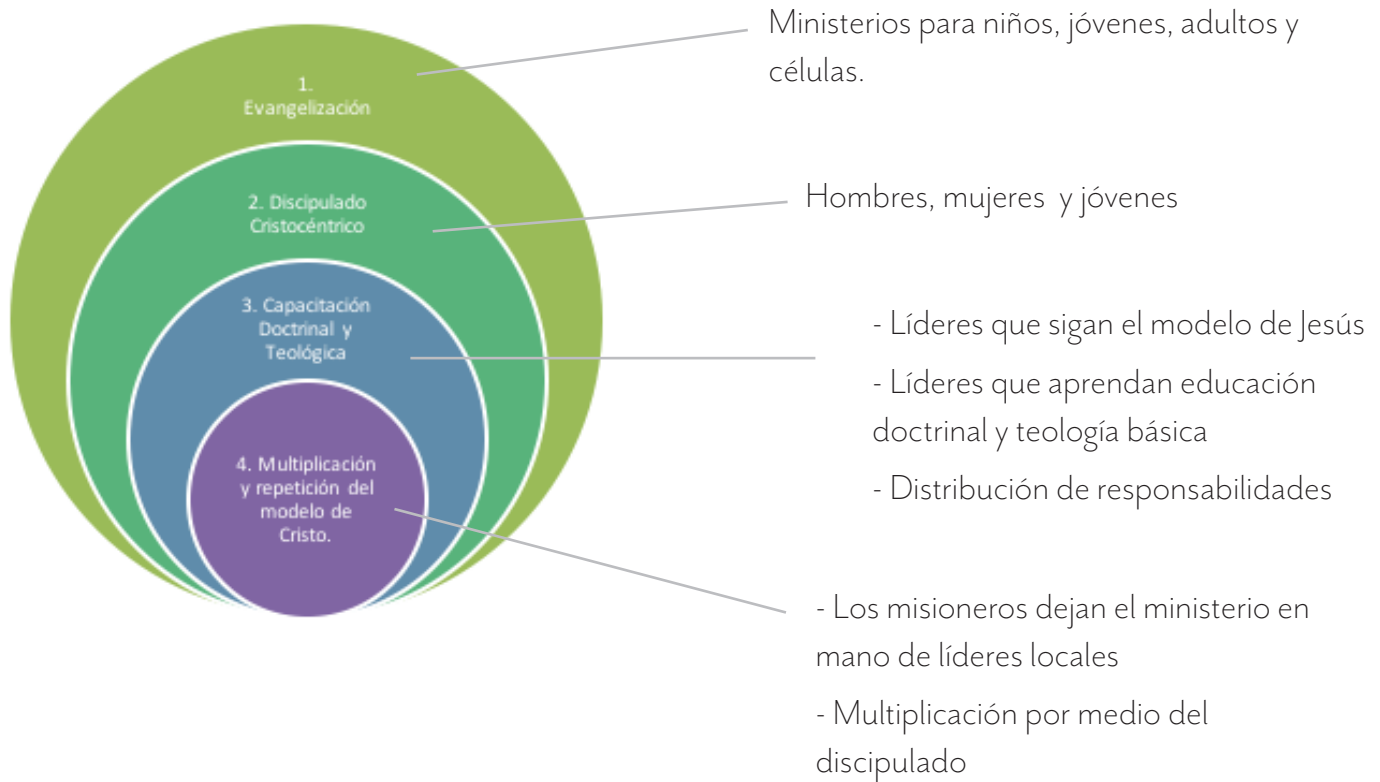 Ministerios para niños, jóvenes, adultos y
células.
1.
Evangelización
2. Discipulado
Cristocéntrico
Hombres, mujeres y jóvenes
3. Capacitación
Doctrinal y
Teológica
- Líderes que sigan el modelo de Jesús
- Líderes que aprendan educación
doctrinal y teología básica
- Distribución de responsabilidades
4. Multiplicación
y repetición del
modelo de
Cristo.
- Los misioneros dejan el ministerio en
mano de líderes locales
- Multiplicación por medio del
discipulado